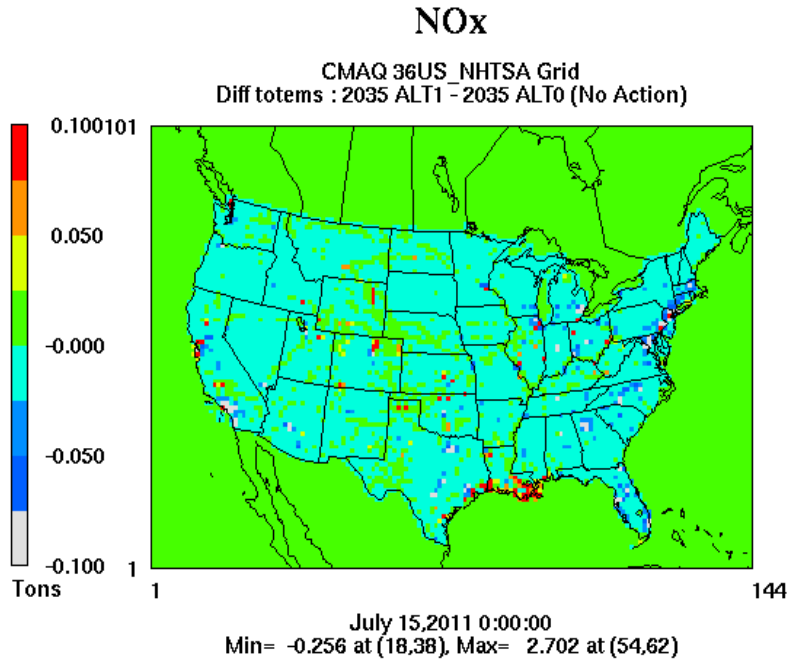 NOx
CMAQ 36US_NHTSA Grid
Diff totems : 2035 ALT1 - 2035 ALT0 (No Action)
0.100
101
0.050
-0.000
-0.050
-0.100
1
Tons
1
144
July 15,2011 0:00:00
Min= -0.256 at (18,38), Max= 2.702 at (54,62)